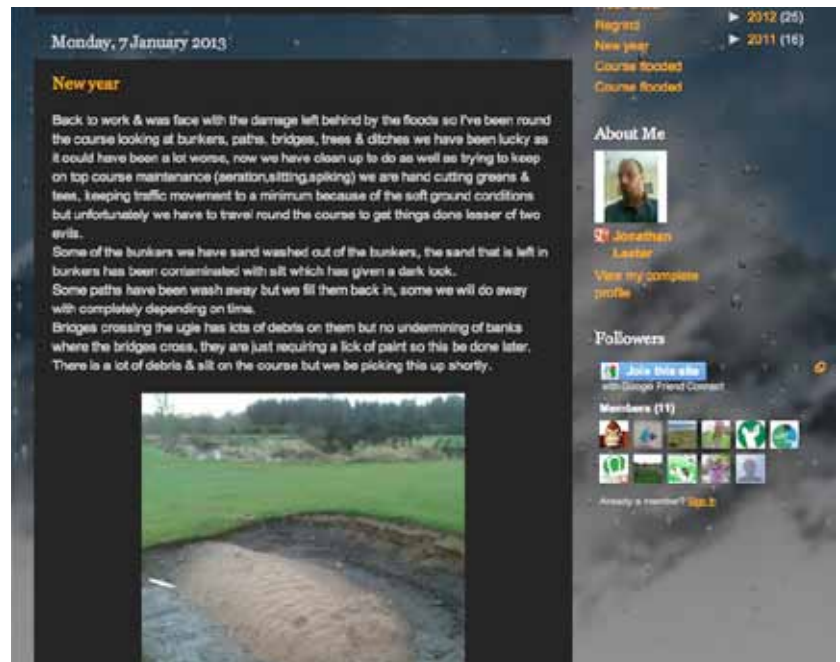 Monday, 7 January 2013
New year
Back to work & was face with the damage left behind by the floods so I've been round
the course looking at bunkers, paths, bridges, trees & ditches we have been lucky as
it could have been a lot worse, now we have clean up to do as well as trying to keep
on top course maintenance (aeration,slitting,spiking) we are hand cutting greens &
tees, keeping traffic movement to a minimum because of the soft ground conditions
but unfortunately we have to travel round the course to get things done lesser of two
evils.
Some of the bunkers we have sand washed out of the bunkers, the sand that is left in
bunkers has been contaminated with silt which has given a dark look.
Some paths have been wash away but we fill them back in, some we will do away
with completely depending on time.
Bridges crossing the ugie has lots of debris on them but no undermining of banks
where the bridges cross, they are just requiring a lick of paint so this be done later.
There is a lot of debris & silt on the course but we be picking this up shortly.
Regrind
New year
Course flooded
Course flooded
► 2012 (25)
► 2011 (16)
About Me
Jonathan
View my complete
profile
Followers
Join this site
with Google Friend Connect
Members (11)
Already a member? Sign in